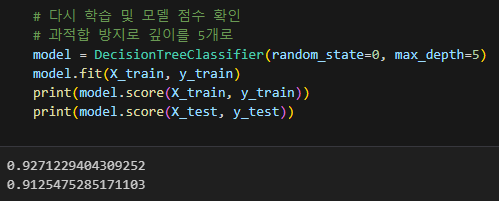 # 다시 학습 및 모델 점수 확인
# 과적합 방지로 깊이를 5개로
model = DecisionTreeClassifier(random_state=0, max_depth=5)
model.fit(X_train, y_train)
print(model.score(X_train, y_train))
print(model.score(X_test, y_test))
0.9271229404309252
0.9125475285171103